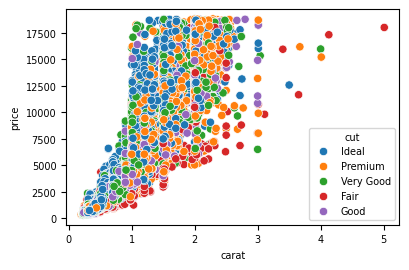 17500
15000
12500
10000
7500
5000
2500
0
price
0
1
2
3
4
5
carat
cut
Ideal
Premium
Very Good
Fair
Good